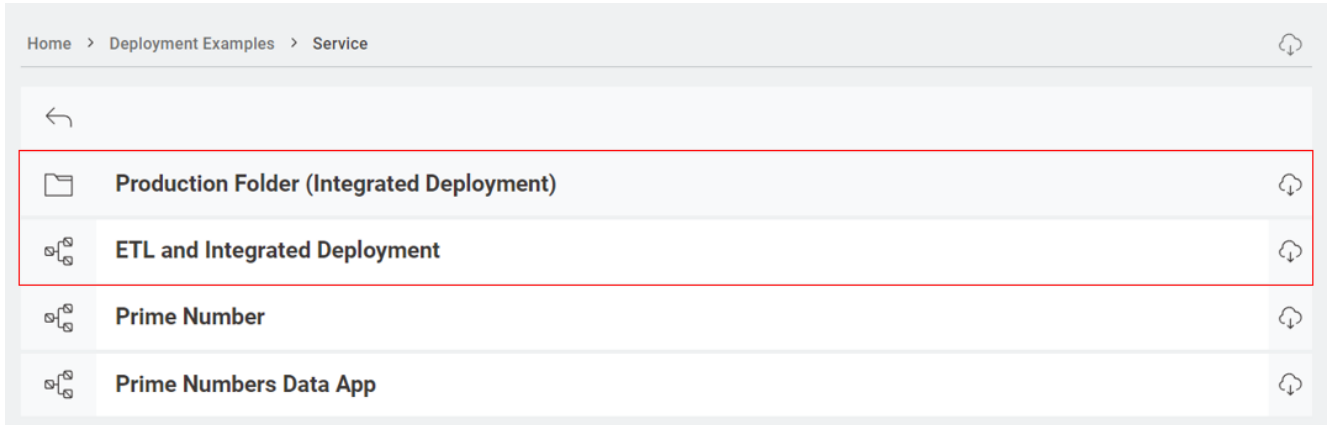 Home > Deployment Examples > Service
Production Folder (Integrated Deployment)
ETL and Integrated Deployment
Prime Number
Prime Numbers Data App